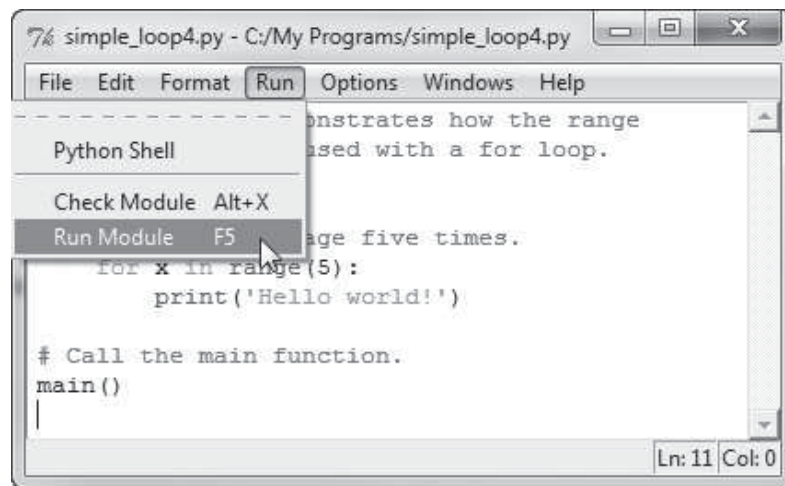 simple_loop4.py - C:/My Programs/simple_loop4.py
File Edit Format Run Options Windows Help
onstrates how the range
Python Shell
used with a for loop.
Check Module Alt+X
Run Module F5
age five times.
for x in range(5):
print('Hello world!')
# Call the main function.
main()
Ln: 11 Col: 0